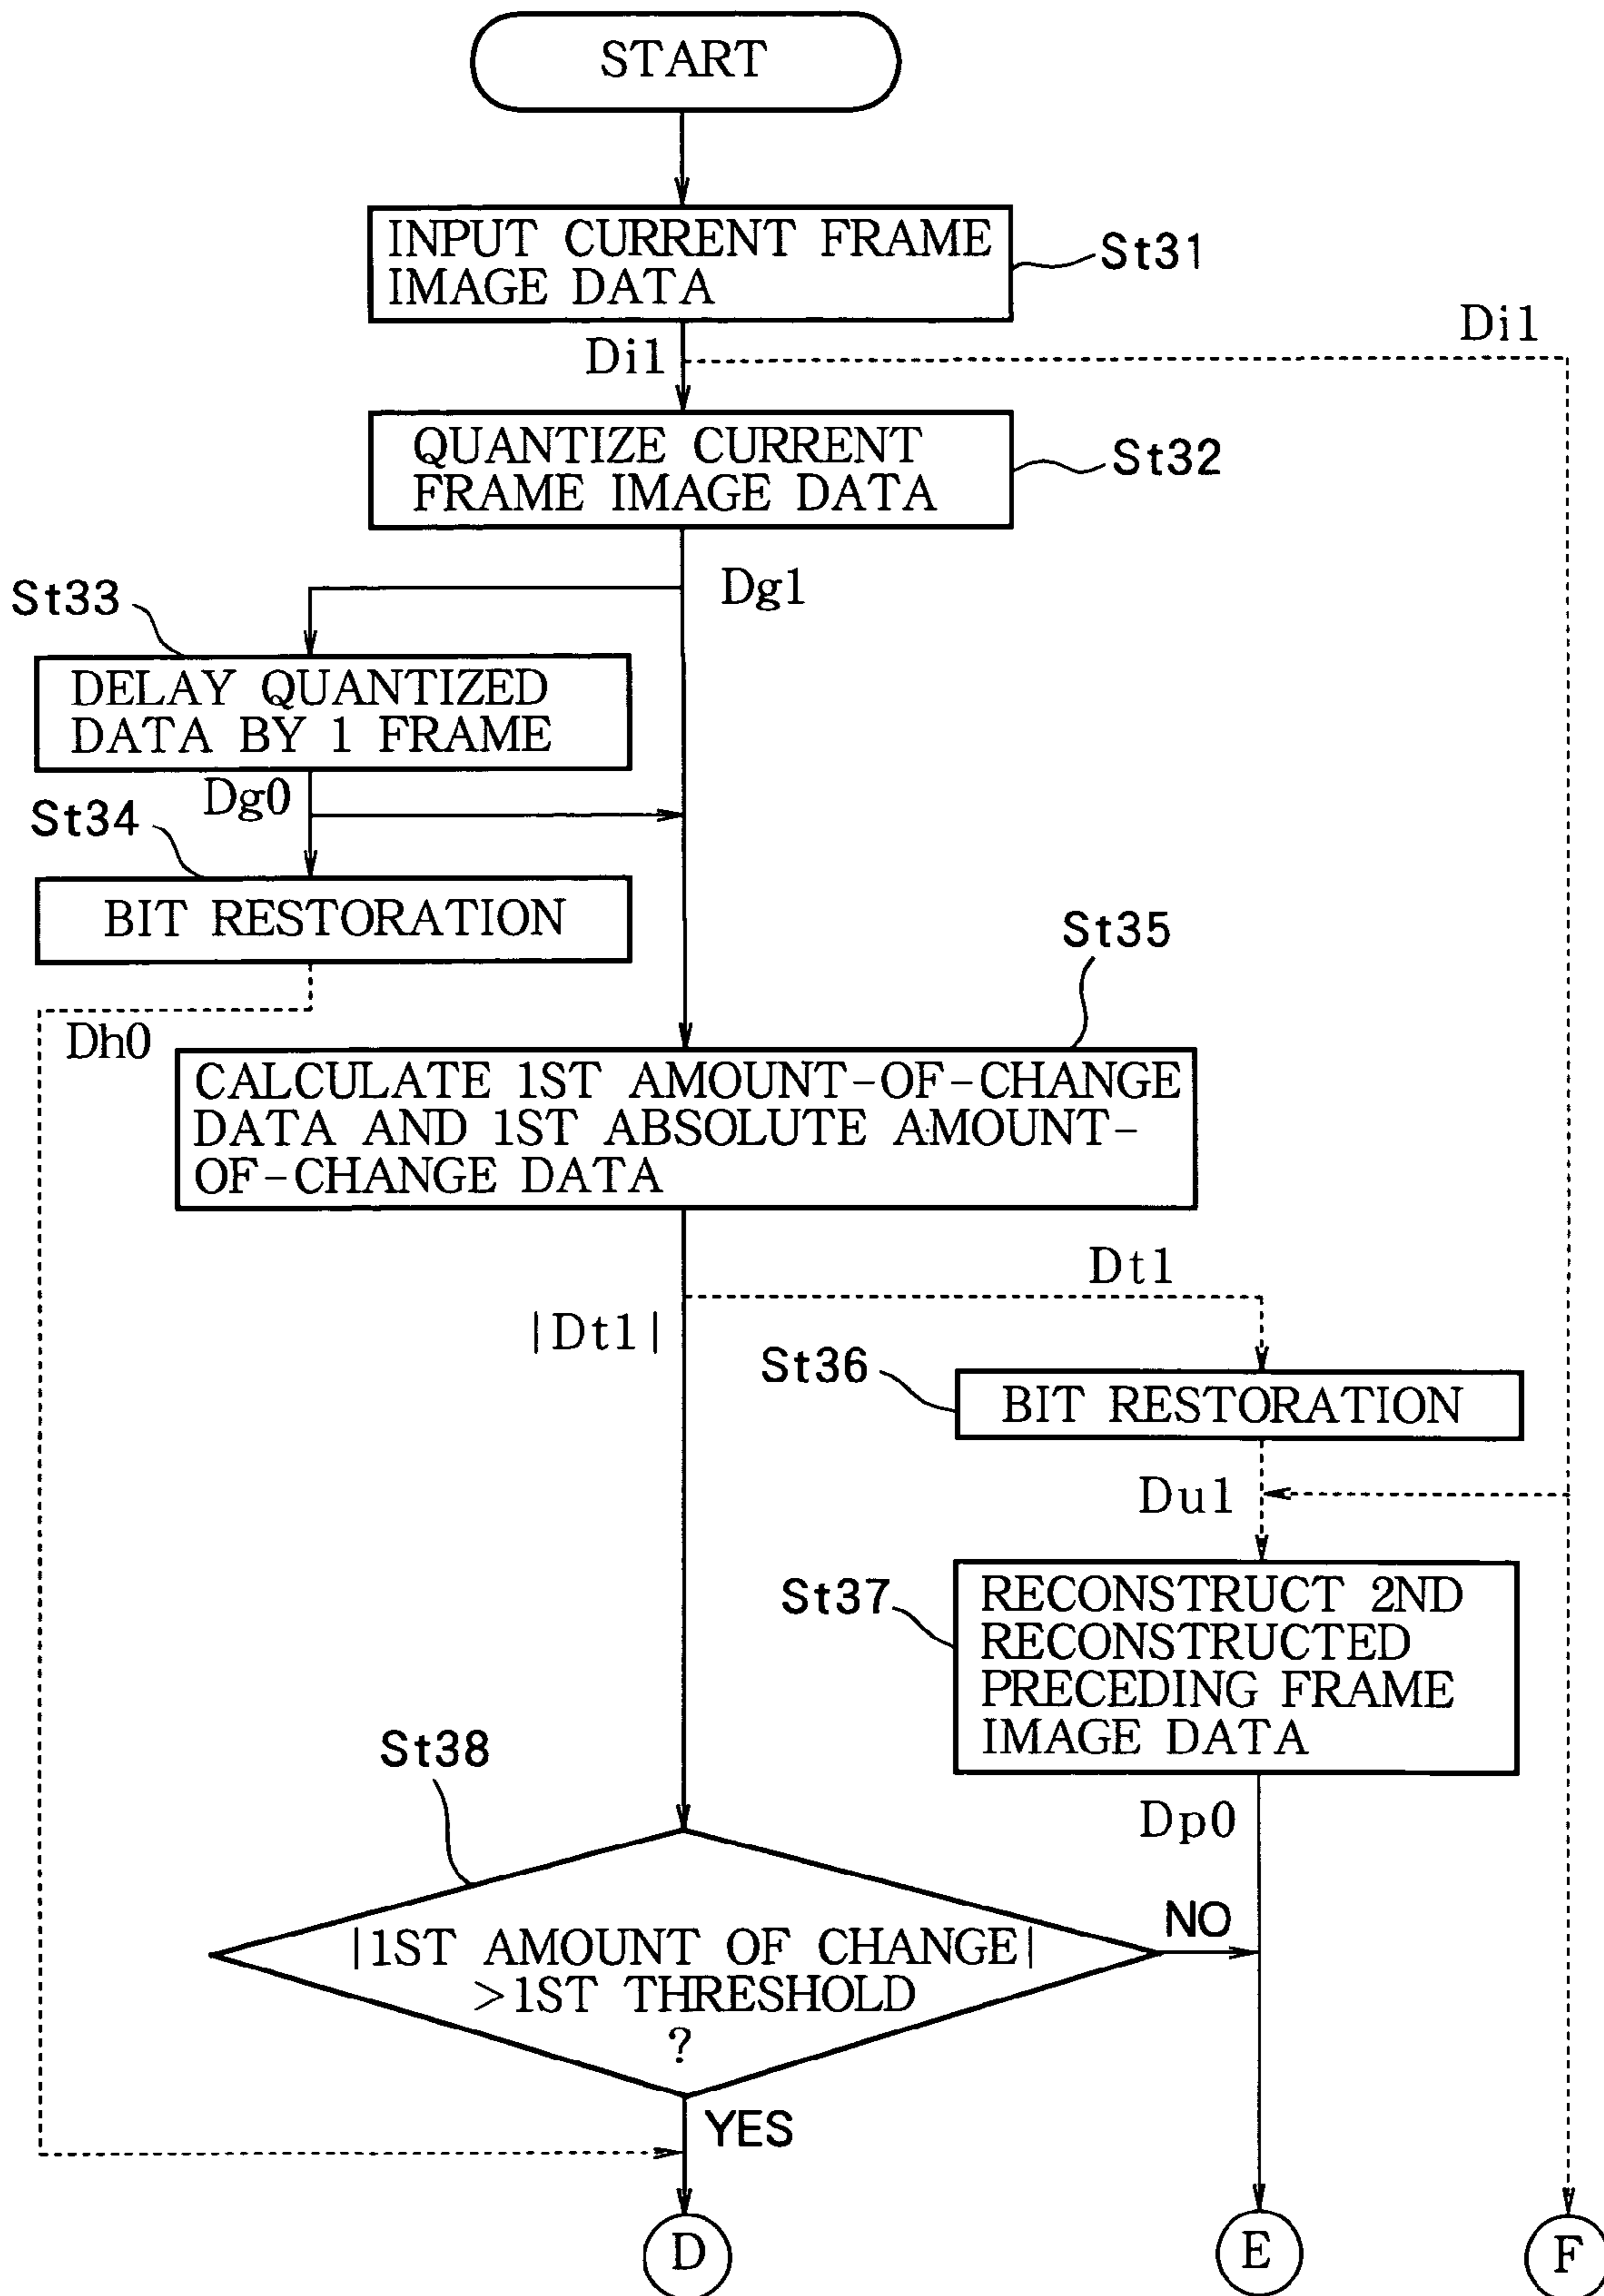 START
INPUT CURRENT FRAME
IMAGE DATA
St31
Di1
Di1
QUANTIZE CURRENT
FRAME IMAGE DATA
St32
Dg1
St33
DELAY QUANTIZED
DATA BY 1 FRAME
Dg0
St34
BIT RESTORATION
Dh0
St35
CALCULATE 1ST AMOUNT-OF-CHANGE
DATA AND 1ST ABSOLUTE AMOUNT-
OF-CHANGE DATA
Dt1
|Dt1|
St36
BIT RESTORATION
Du1
St37
RECONSTRUCT 2ND
RECONSTRUCTED
PRECEDING FRAME
IMAGE DATA
Dp0
St38
|1ST AMOUNT OF CHANGE|
>1ST THRESHOLD
?
NO
YES
D
E
F